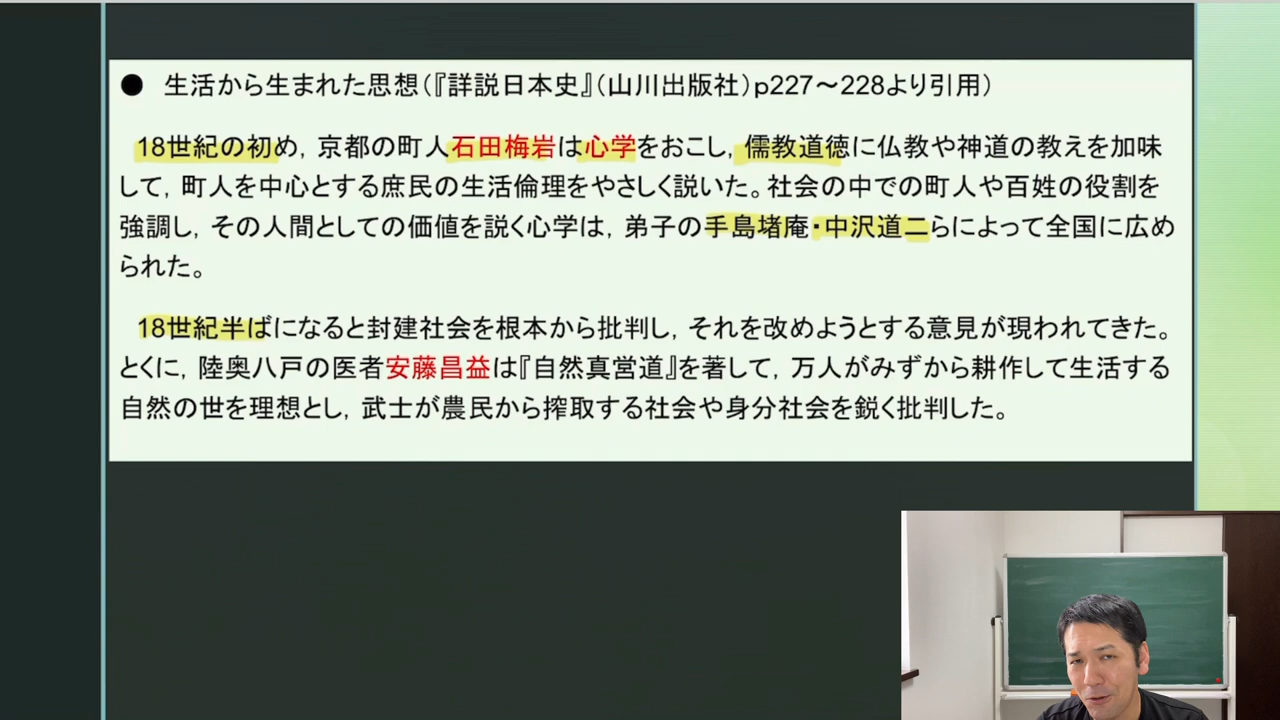 ● 生活から生まれた思想(『詳説日本史』(山川出版社)p227～228より引用)
18世紀の初め，京都の町人石田梅岩は心学をおこし，儒教道徳に仏教や神道の教えを加味
して，町人を中心とする庶民の生活倫理をやさしく説いた。社会の中での町人や百姓の役割を
強調し，その人間としての価値を説く心学は，弟子の手島堵庵・中沢道二らによって全国に広め
られた。
18世紀半ばになると封建社会を根本から批判し，それを改めようとする意見が現われてきた。
とくに，陸奥八戸の医者安藤昌益は『自然真営道』を著して，万人がみずから耕作して生活する
自然の世を理想とし，武士が農民から搾取する社会や身分社会を鋭く批判した。